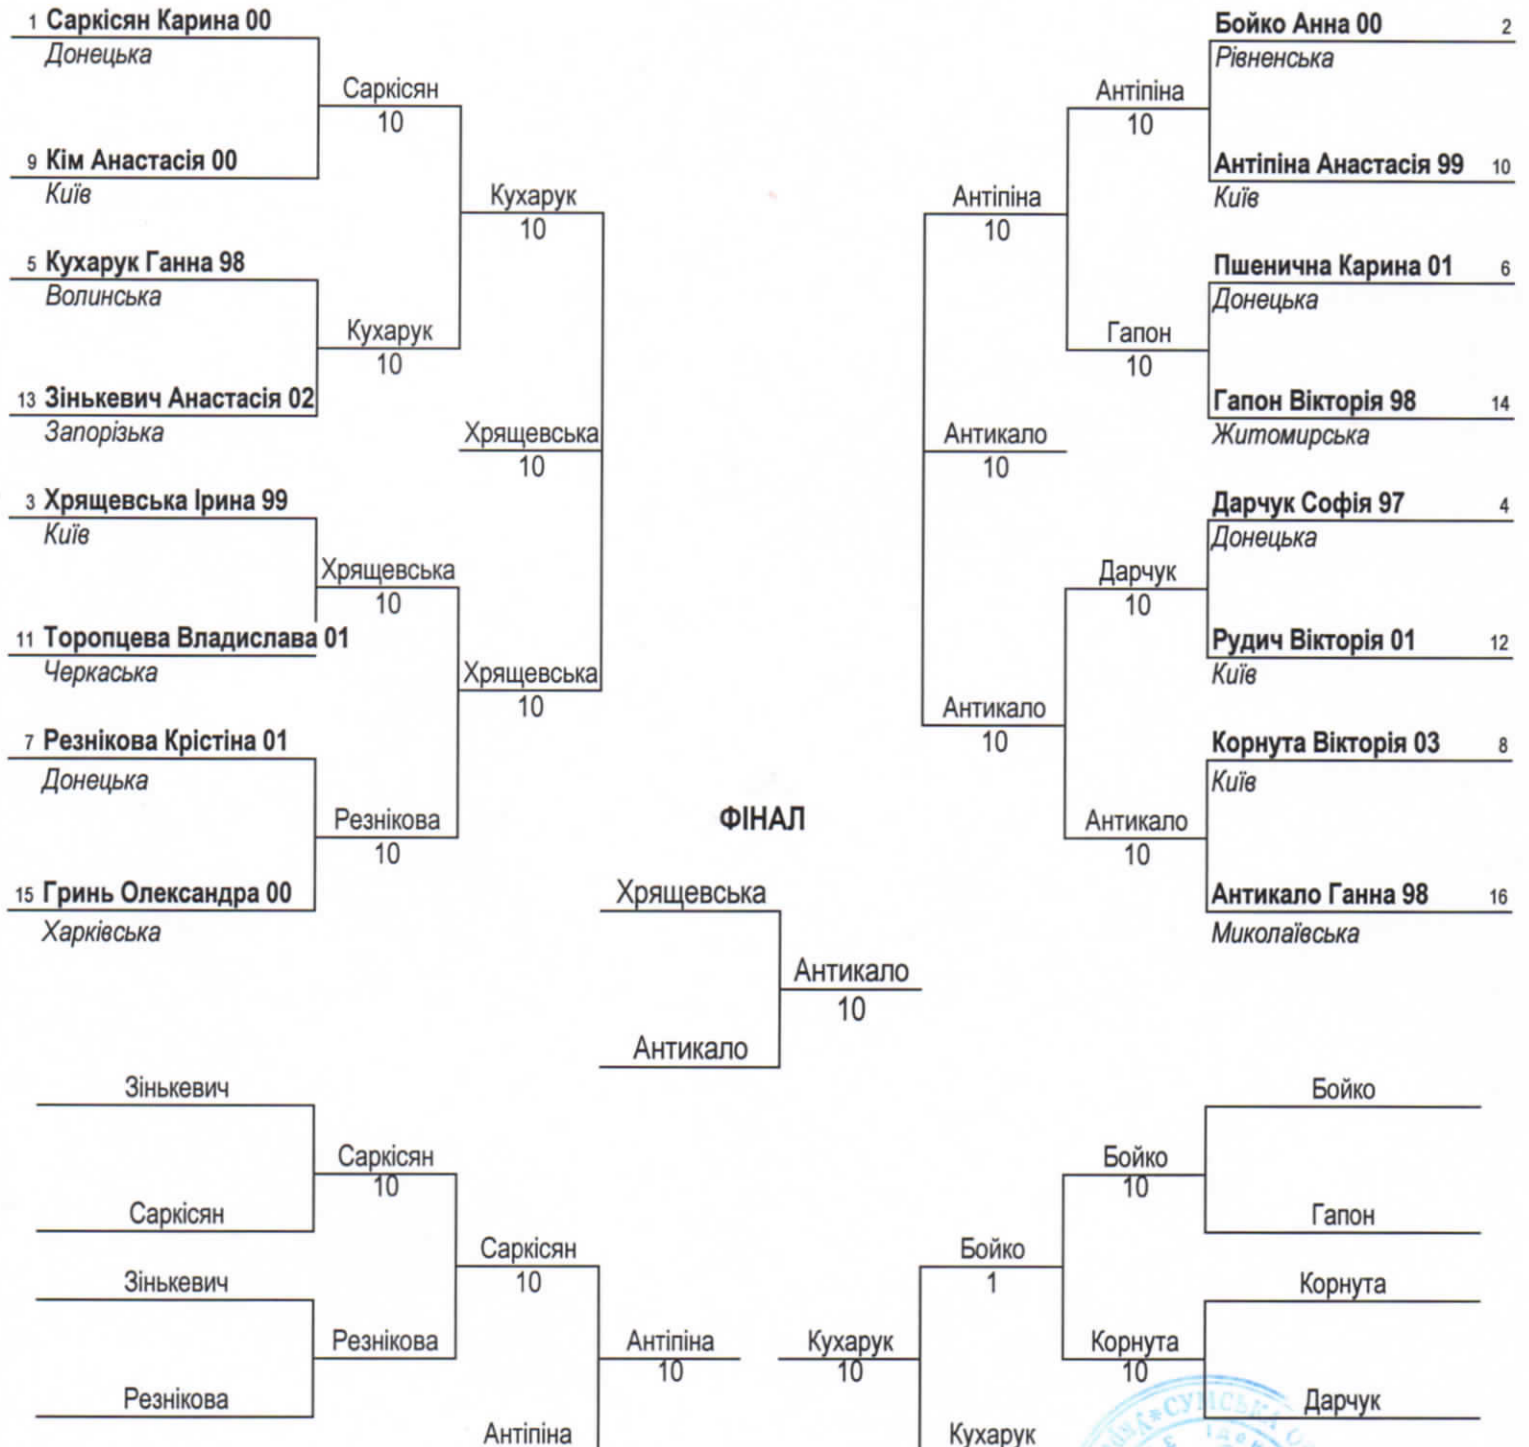 1 Саркісян Карина 00
Донецька
Саркісян
10
9 Кім Анастасія 00
Київ
Кухарук
10
5 Кухарук Ганна 98
Волинська
Кухарук
10
13 Зінькевич Анастасія 02
Запорізька
Хрящевська
10
3 Хрящевська Ірина 99
Київ
Хрящевська
10
11 Торопцева Владислава 01
Черкаська
Хрящевська
10
7 Резнікова Крістіна 01
Донецька
Резнікова
10
15 Гринь Олександра 00
Харківська
Бойко Анна 00 2
Рівненська
Антіпіна
10
Антіпіна Анастасія 99 10
Київ
Антіпіна
10
Пшенична Карина 01 6
Донецька
Гапон
10
Гапон Вікторія 98 14
Житомирська
Антикало
10
Дарчук Софія 97 4
Донецька
Дарчук
10
Рудич Вікторія 01 12
Київ
Антикало
10
Корнута Вікторія 03 8
Київ
Антикало
10
Антикало Ганна 98 16
Миколаївська
ФІНАЛ
Хрящевська
Антикало
10
Антикало
Зінькевич
Саркісян
10
Саркісян
Саркісян
10
Зінькевич
Резнікова
Резнікова
Антіпіна
10
Антіпіна
Бойко
Бойко
10
Гапон
Бойко
1
Корнута
Корнута
10
Дарчук
Кухарук
10
Кухарук
СУМСЬКА